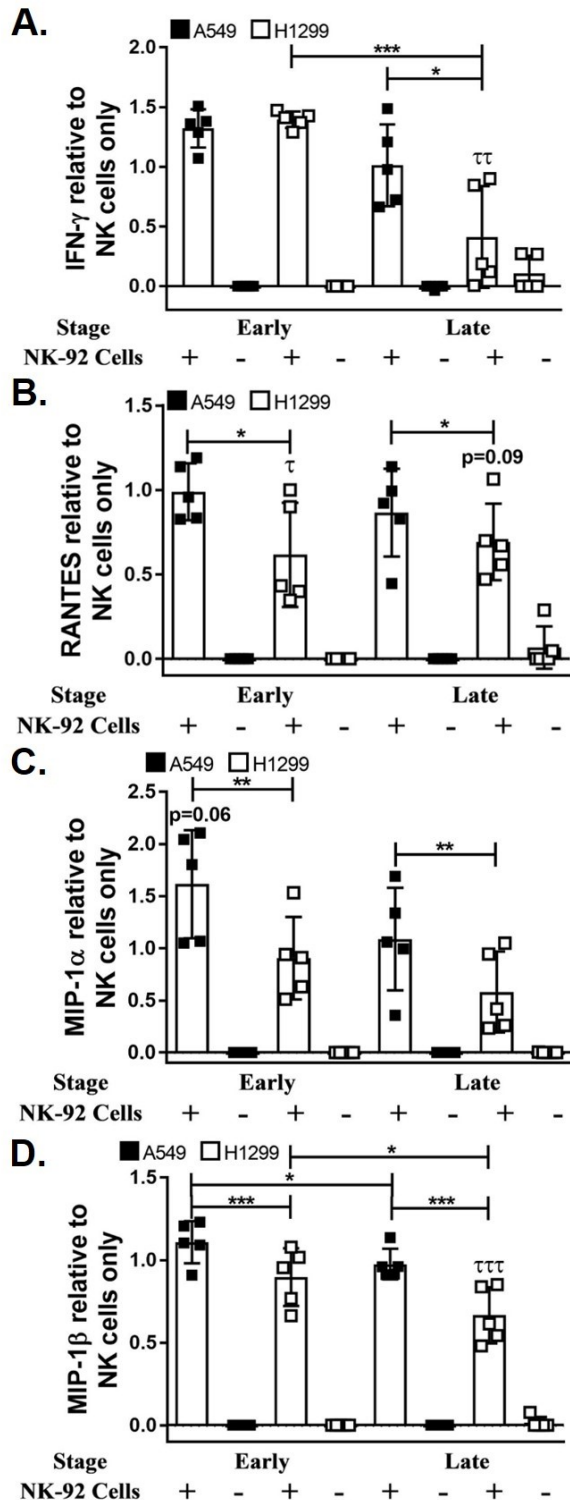 A.
A549 H1299
***
*
ττ
IFN-γ relative to
NK cells only
2.0
1.5
1.0
0.5
0.0
Stage Early Late
NK-92 Cells + - + - + - + -
B.
A549 H1299
* *
τ p=0.09
RANTES relative to
NK cells only
1.5
1.0
0.5
0.0
Stage Early Late
NK-92 Cells + - + - + - + -
C.
A549 H1299
**
p=0.06
**
MIP-1α relative to
NK cells only
2.5
2.0
1.5
1.0
0.5
0.0
Stage Early Late
NK-92 Cells + - + - + - + -
D.
A549 H1299
*
*
*** ***
τττ
MIP-1β relative to
NK cells only
1.5
1.0
0.5
0.0
Stage Early Late
NK-92 Cells + - + - + - + -